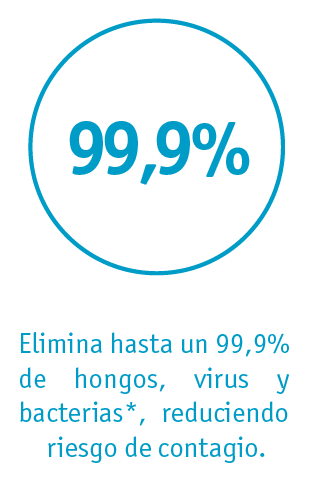 99,9%
Elimina hasta un 99,9%
de hongos, virus y
bacterias*, reduciendo
riesgo de contagio.